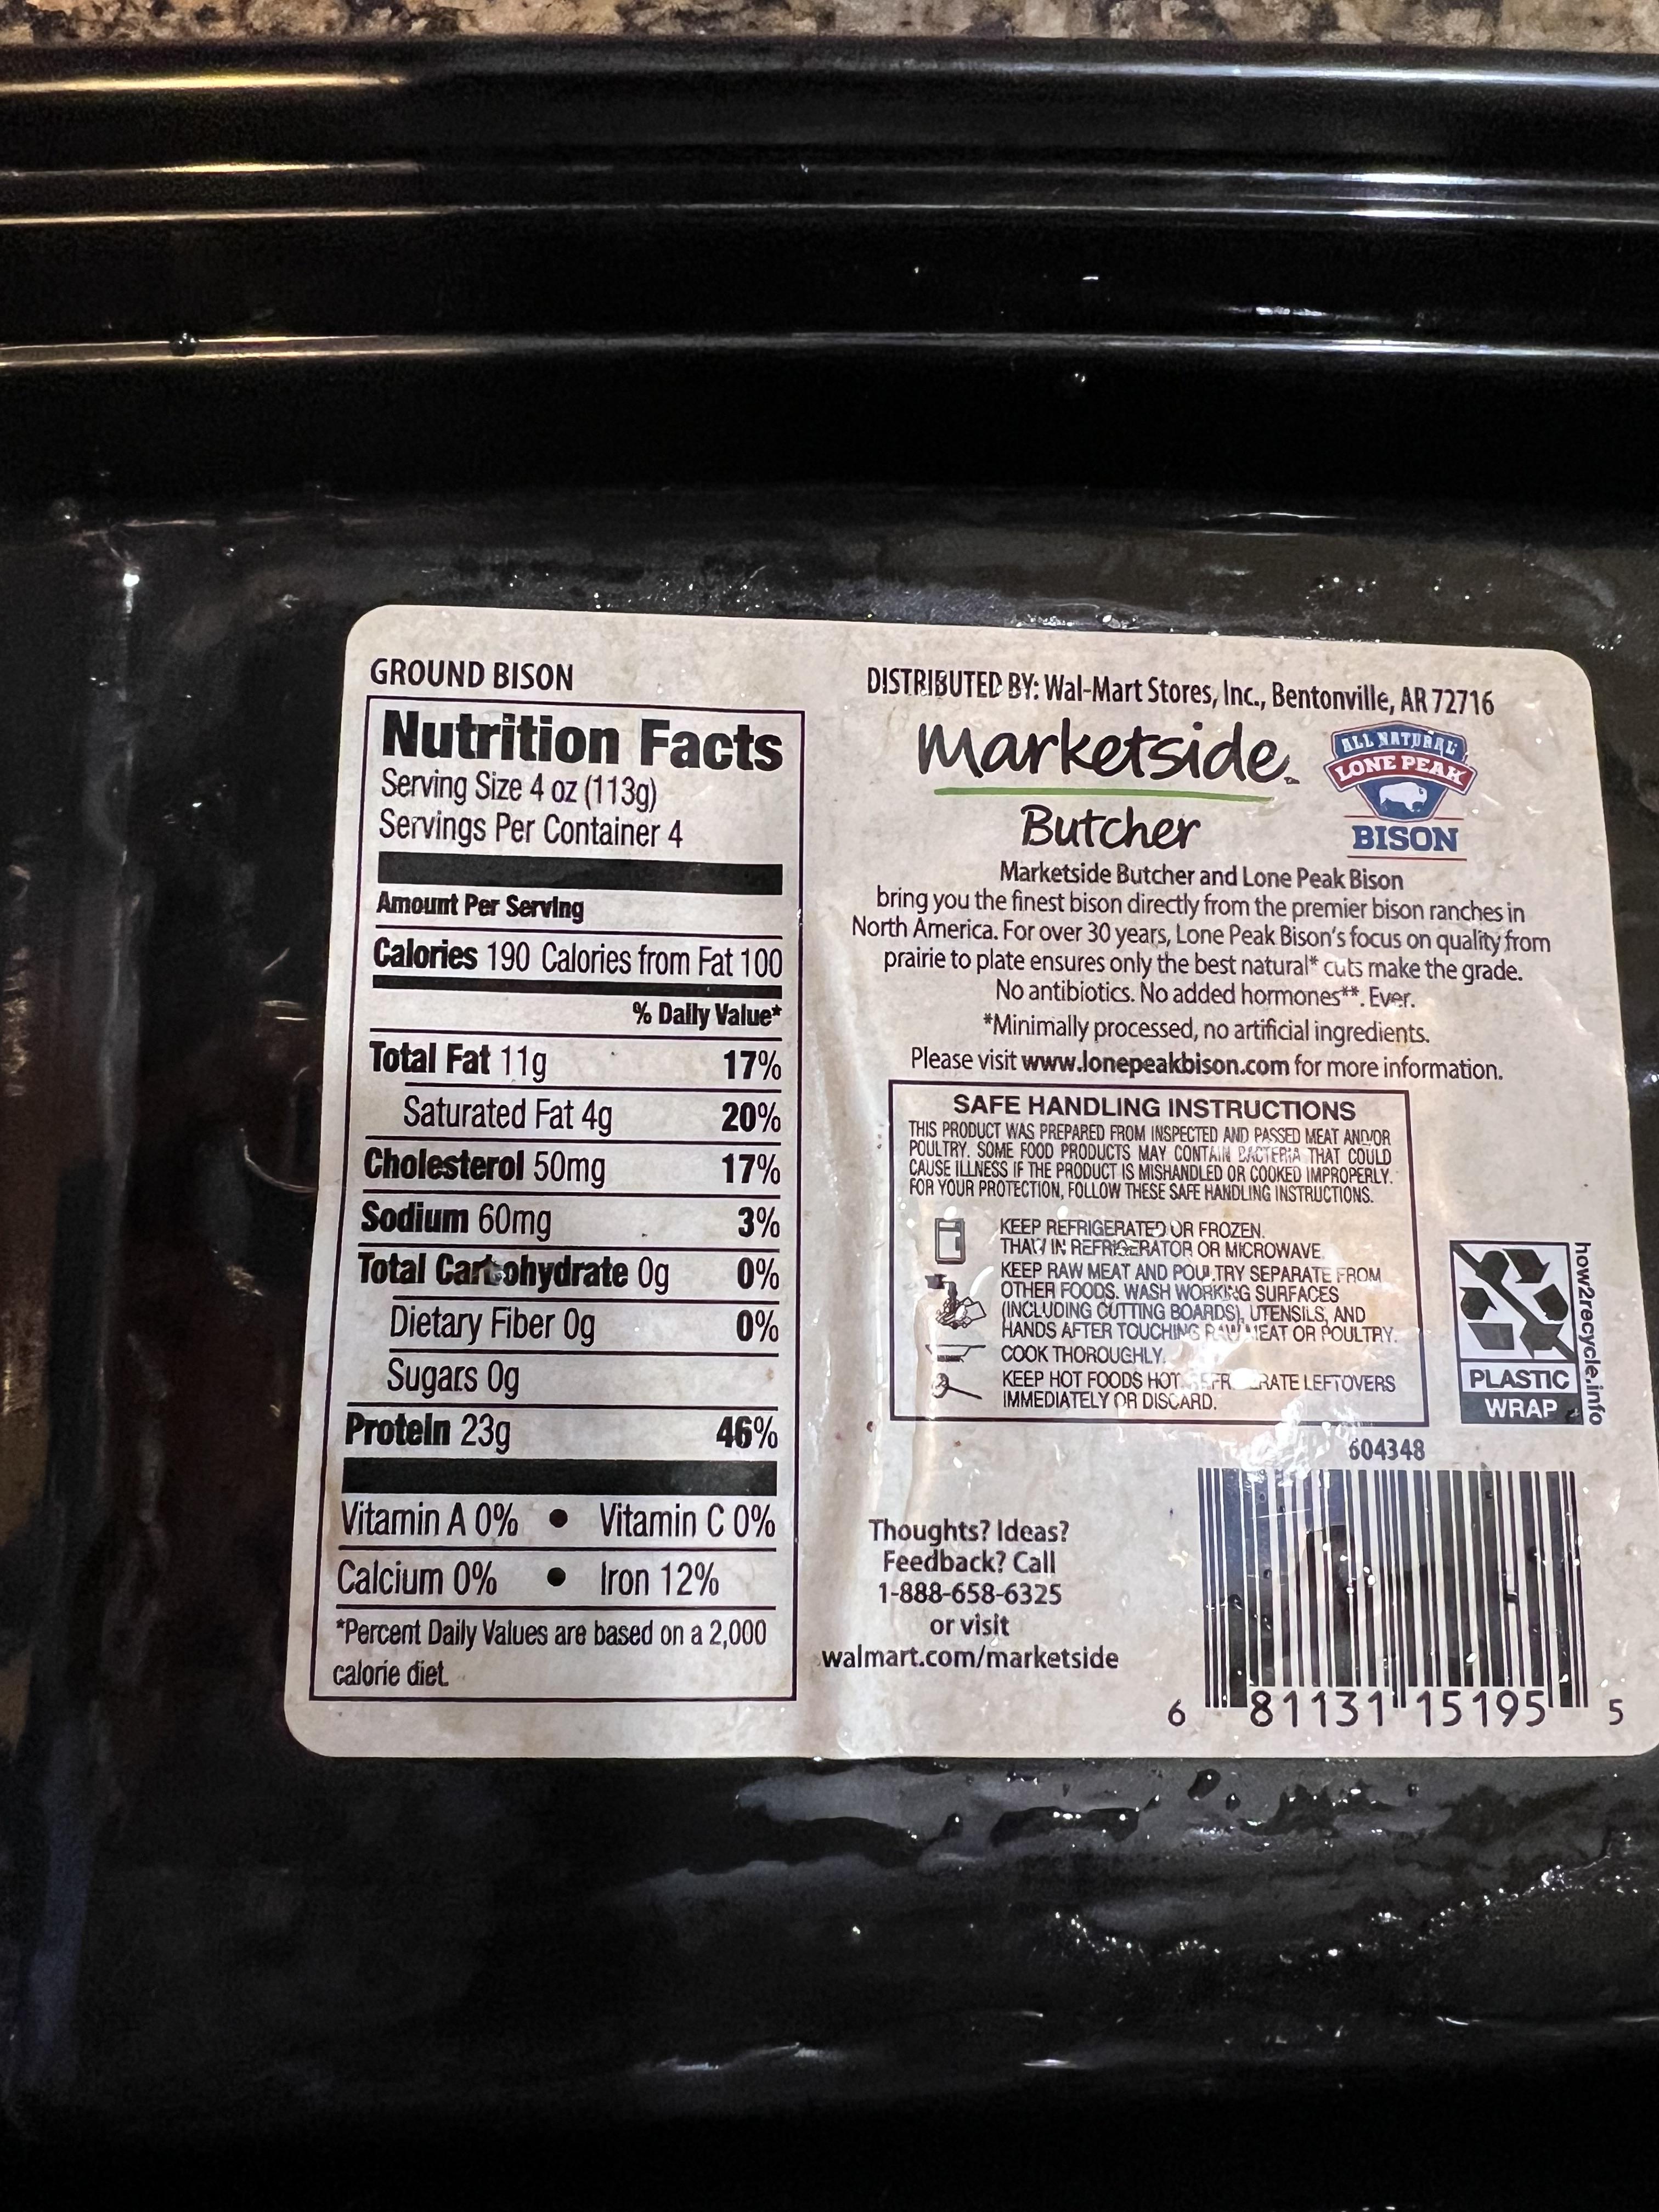 GROUND BISON
Nutrition Facts
Serving Size 4 oz (113g)
Servings Per Container 4
Amount Per Serving
Calories 190 Calories from Fat 100
% Daily Value*
Total Fat 11g 17%
Saturated Fat 4g 20%
Cholesterol 50mg 17%
Sodium 60mg 3%
Total Carbohydrate 0g 0%
Dietary Fiber 0g 0%
Sugars 0g
Protein 23g 46%
Vitamin A 0% • Vitamin C 0%
Calcium 0% • Iron 12%
*Percent Daily Values are based on a 2,000
calorie diet.
DISTRIBUTED BY: Wal-Mart Stores, Inc., Bentonville, AR 72716
Marketside
Butcher
ALL NATURAL
LONE PEAK
BISON
Marketside Butcher and Lone Peak Bison
bring you the finest bison directly from the premier bison ranches in
North America. For over 30 years, Lone Peak Bison's focus on quality from
prairie to plate ensures only the best natural* cuts make the grade.
No antibiotics. No added hormones**. Ever.
*Minimally processed, no artificial ingredients.
Please visit www.lonepeakbison.com for more information.
SAFE HANDLING INSTRUCTIONS
THIS PRODUCT WAS PREPARED FROM INSPECTED AND PASSED MEAT AND/OR
POULTRY. SOME FOOD PRODUCTS MAY CONTAIN BACTERIA THAT COULD
CAUSE ILLNESS IF THE PRODUCT IS MISHANDLED OR COOKED IMPROPERLY.
FOR YOUR PROTECTION, FOLLOW THESE SAFE HANDLING INSTRUCTIONS.
KEEP REFRIGERATED OR FROZEN.
THAW IN REFRIGERATOR OR MICROWAVE.
KEEP RAW MEAT AND POULTRY SEPARATE FROM
OTHER FOODS. WASH WORKING SURFACES
(INCLUDING CUTTING BOARDS), UTENSILS, AND
HANDS AFTER TOUCHING RAW MEAT OR POULTRY.
COOK THOROUGHLY.
KEEP HOT FOODS HOT. REFRIGERATE LEFTOVERS
IMMEDIATELY OR DISCARD.
how2recycle.info
PLASTIC
WRAP
604348
Thoughts? Ideas?
Feedback? Call
1-888-658-6325
or visit
walmart.com/marketside
6 81131 15195 5